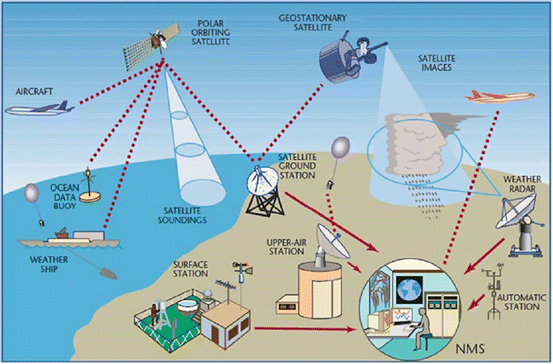 POLAR
ORBITING
SATELLITE
GEOSTATIONARY
SATELLITE
SATELLITE
IMAGES
AIRCRAFT
OCEAN
DATA
BUOY
SATELLITE
SOUNDINGS
SATELLITE
GROUND
STATION
WEATHER
RADAR
WEATHER
SHIP
SURFACE
STATION
UPPER-AIR
STATION
AUTOMATIC
STATION
NMS